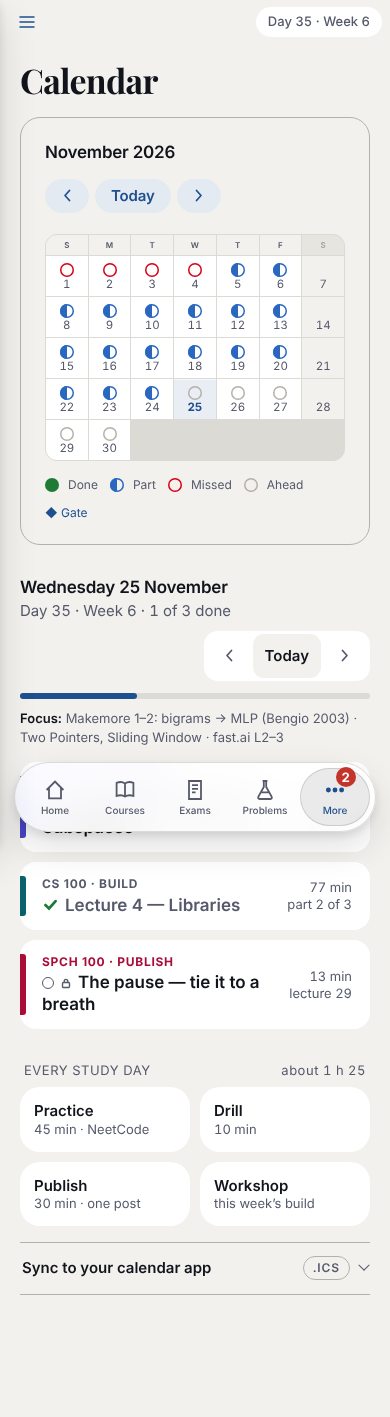 Day 35 · Week 6
Calendar
November 2026
Today
S M T W T F S
1 2 3 4 5 6 7
8 9 10 11 12 13 14
15 16 17 18 19 20 21
22 23 24 25 26 27 28
29 30
Done Part Missed Ahead
Gate
Wednesday 25 November
Day 35 · Week 6 · 1 of 3 done
Today
Focus: Makemore 1–2: bigrams → MLP (Bengio 2003) ·
Two Pointers, Sliding Window · fast.ai L2–3
2
Home Courses Exams Problems More
Subspaces
CS 100 · BUILD
Lecture 4 — Libraries
77 min
part 2 of 3
SPCH 100 · PUBLISH
The pause — tie it to a
breath
13 min
lecture 29
EVERY STUDY DAY about 1 h 25
Practice
45 min · NeetCode
Drill
10 min
Publish
30 min · one post
Workshop
this week's build
Sync to your calendar app .ICS